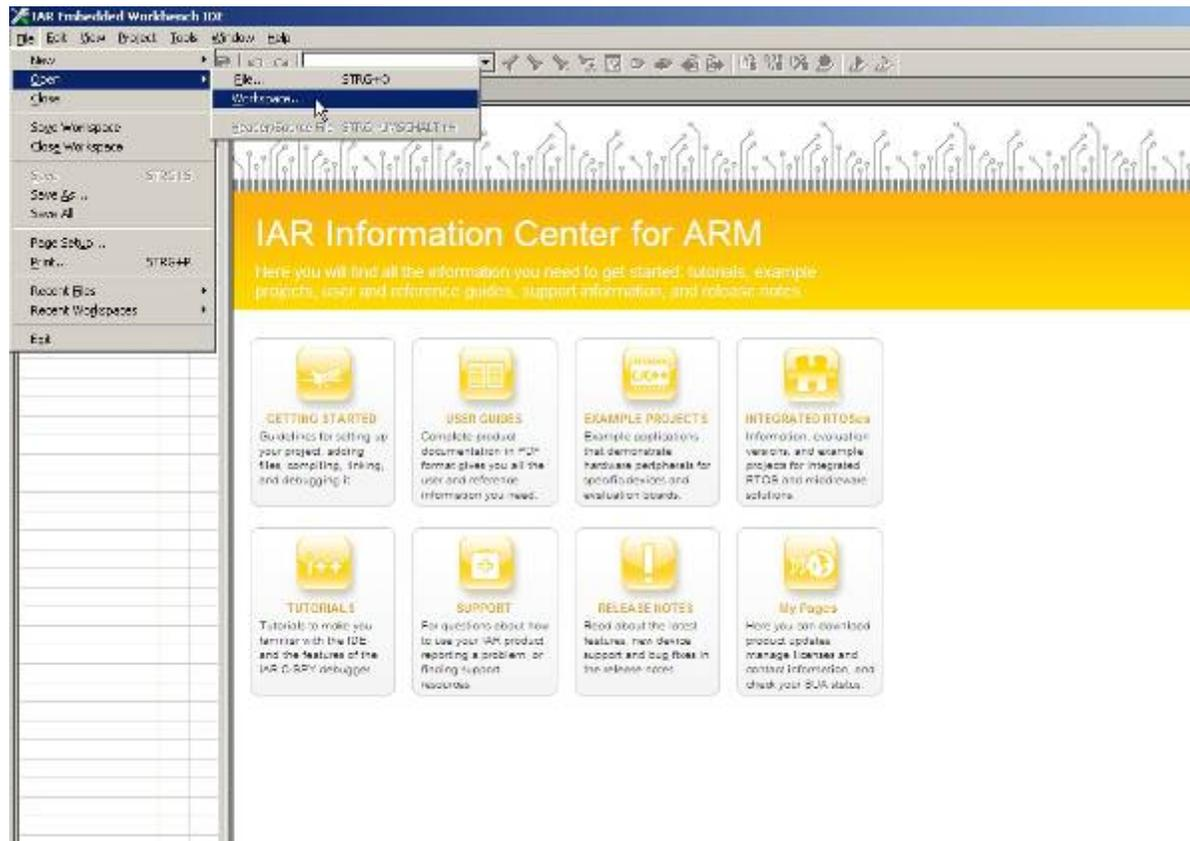 IAR Embedded Workbench IDE
File Edit View Project Tools Window Help
New
Open
Close
Save Workspace
Close Workspace
Save STRG+S
Save As ...
Save All
Page Setup ...
Print... STRG+P
Recent Files
Recent Workspaces
Exit
File... STRG+O
Workspace...
Header/Source File STRG+UMSCHALT+H
IAR Information Center for ARM
Here you will find all the information you need to get started: tutorials, example
projects, user and reference guides, support information, and release notes.
GETTING STARTED
Guidelines for setting up
your project, adding
files, compiling, linking,
and debugging it.
USER GUIDES
Complete product
documentation in PDF
format gives you all the
user and reference
information you need.
C/C++
EXAMPLE PROJECTS
Example applications
that demonstrate
hardware peripherals for
specific devices and
evaluation boards.
INTEGRATED RTOSes
Information, evaluation
versions, and example
projects for integrated
RTOS and middleware
solutions.
TUTORIALS
Tutorials to make you
familiar with the IDE
and the features of the
IAR C-SPY debugger.
SUPPORT
For questions about how
to use your IAR product
reporting a problem, or
finding support
resources.
RELEASE NOTES
Read about the latest
features, new device
support and bug fixes in
the release notes.
My Pages
Here you can download
product updates,
manage licenses and
contact information, and
check your SUA status.